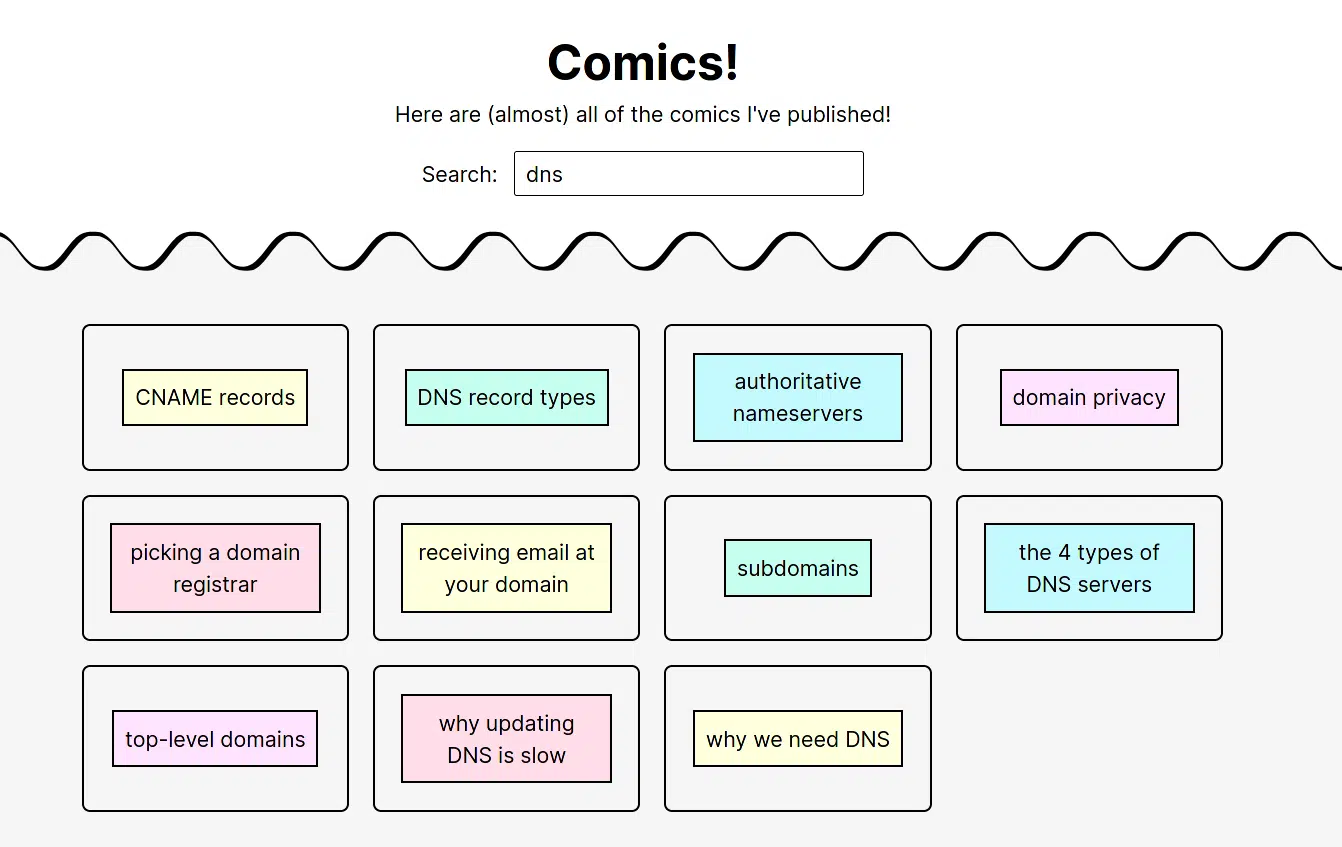 Comics!
Here are (almost) all of the comics I've published!
Search: dns
CNAME records
DNS record types
authoritative
nameservers
domain privacy
picking a domain
registrar
receiving email at
your domain
subdomains
the 4 types of
DNS servers
top-level domains
why updating
DNS is slow
why we need DNS